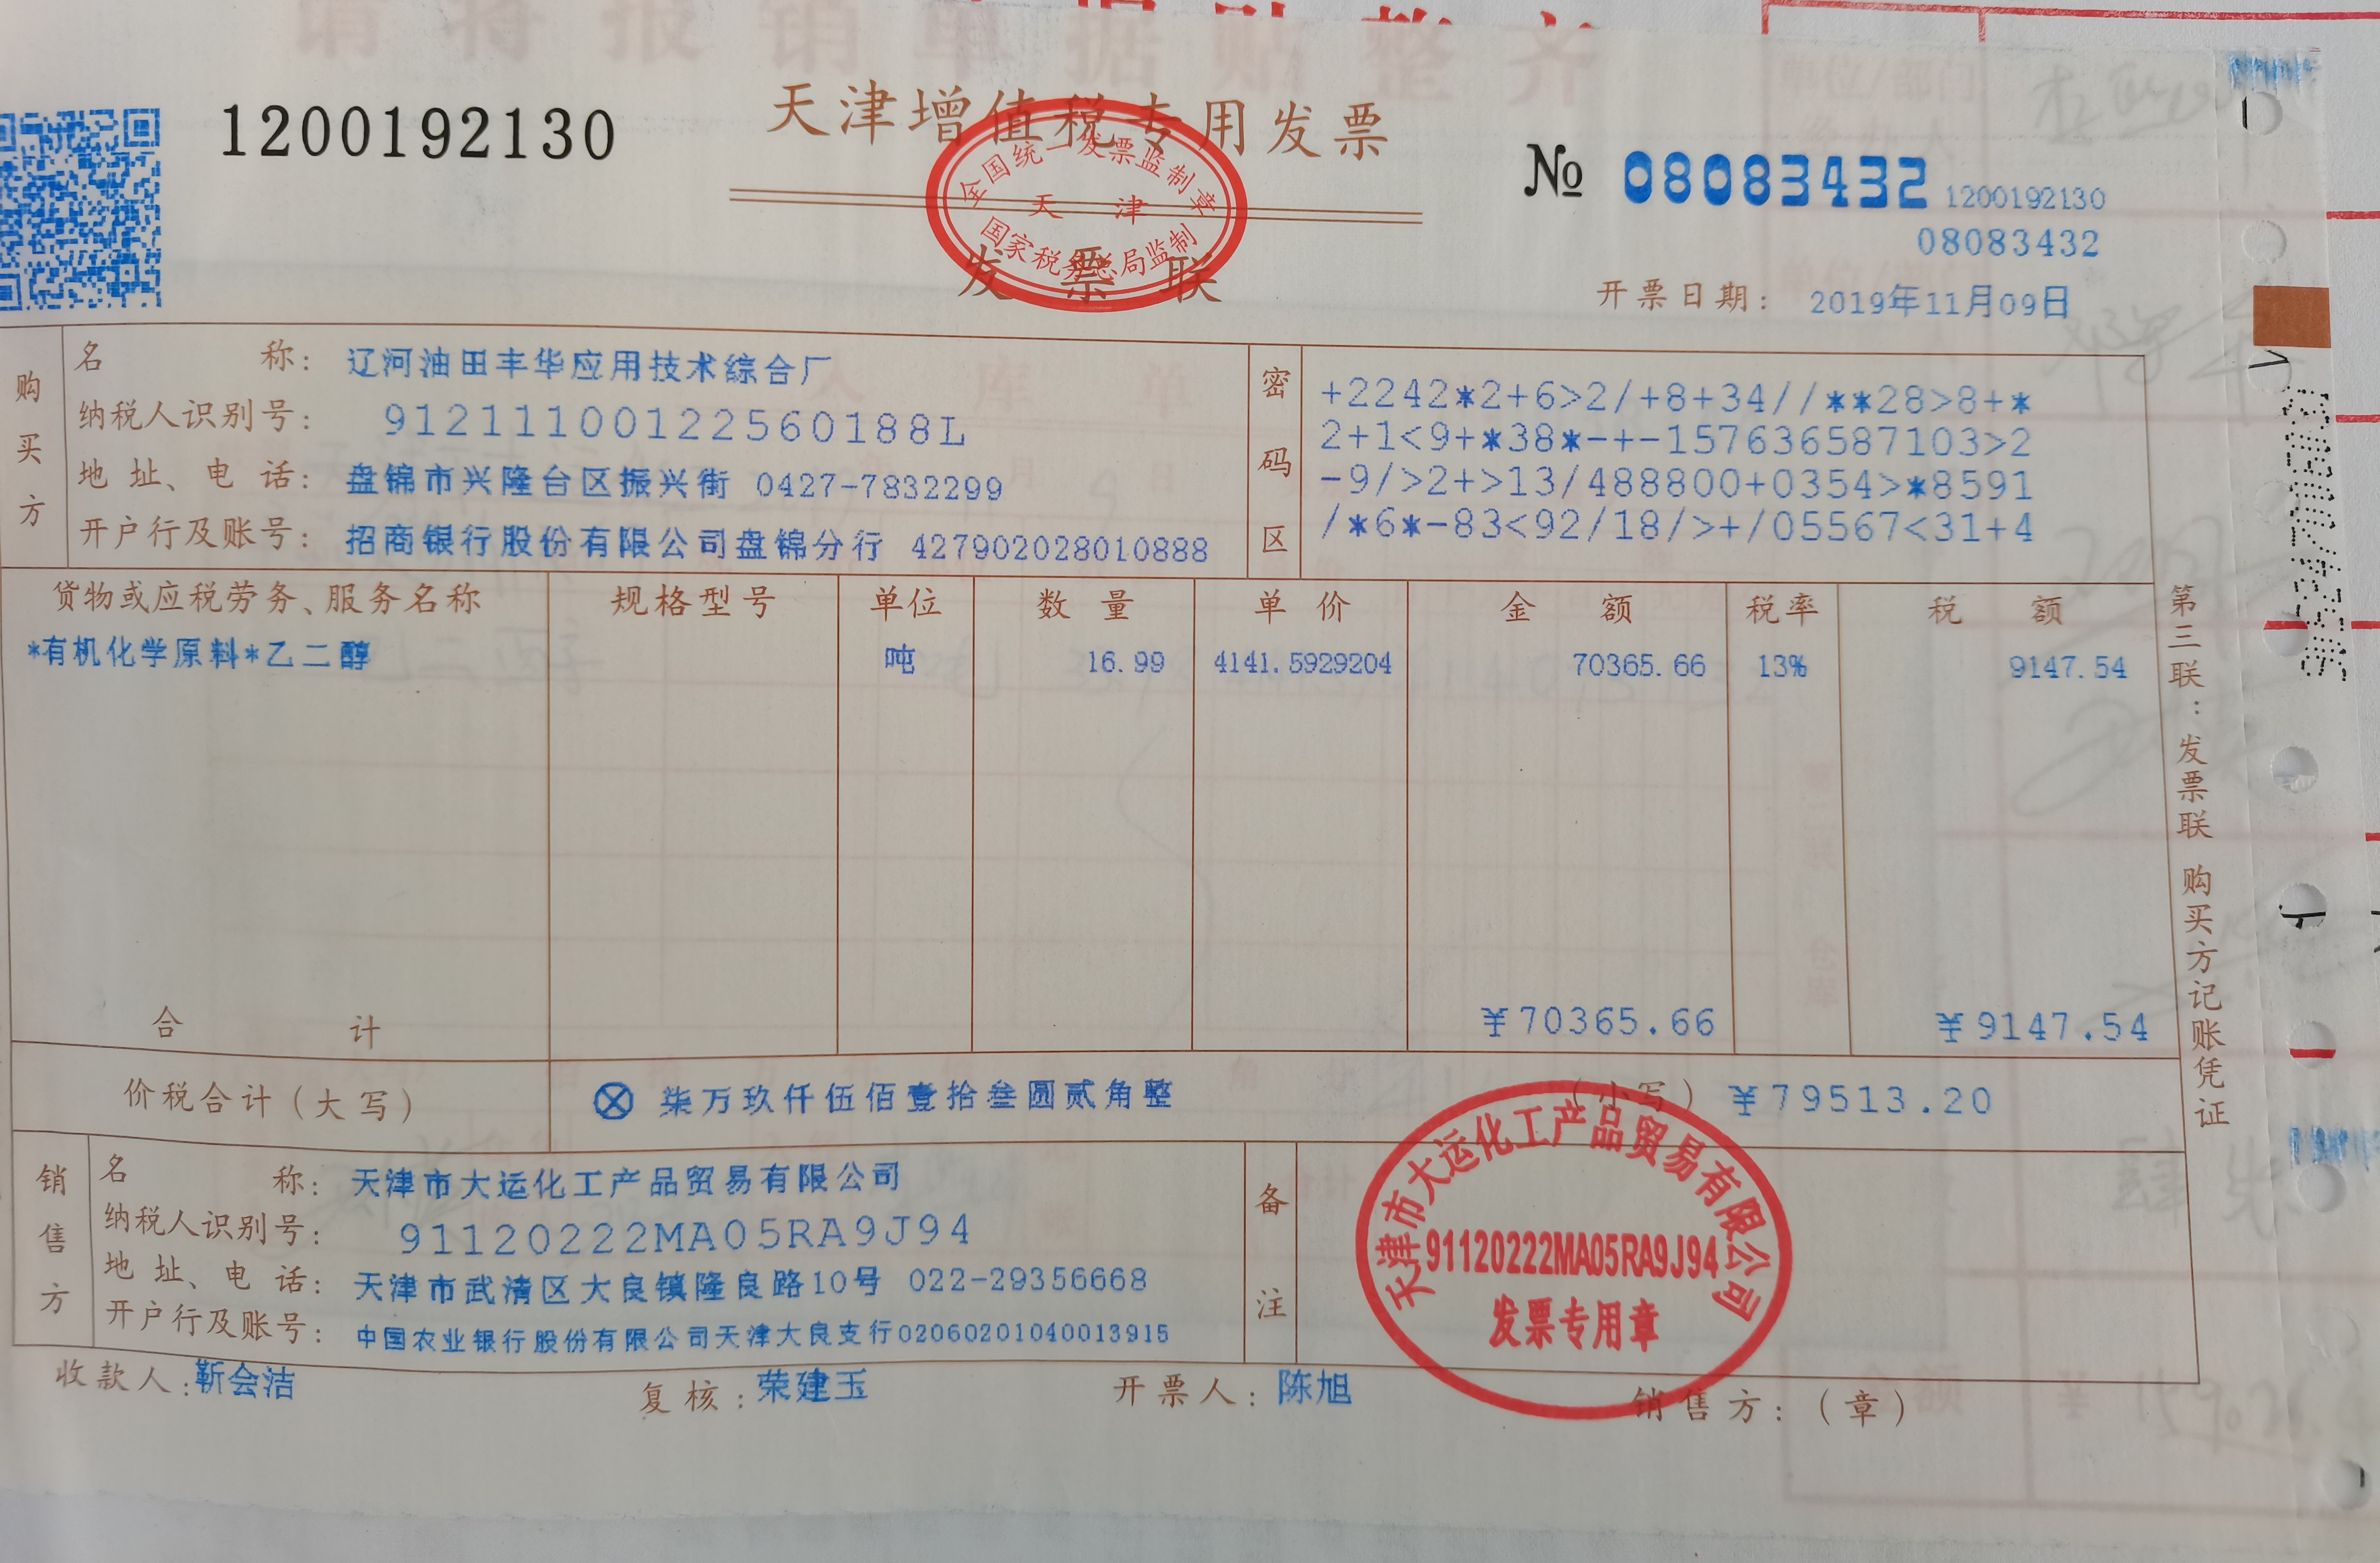 请将报销单据贴整齐
1200192130
天津增值税专用发票
全国统一发票监制章
天津
国家税务总局监制
发票联
№ 08083432 1200192130
08083432
开票日期: 2019年11月09日
购买方
名称: 辽河油田丰华应用技术综合厂
纳税人识别号: 91211100122560188L
地址、电话: 盘锦市兴隆台区振兴街 0427-7832299
开户行及账号: 招商银行股份有限公司盘锦分行 427902028010888
密码区
+2242*2+6>2/+8+34//**28>8+*
2+1<9+*38*-+-157636587103>2
-9/>2+>13/488800+0354>*8591
/*6*-83<92/18/>+/05567<31+4
货物或应税劳务、服务名称 规格型号 单位 数量 单价 金额 税率 税额
*有机化学原料*乙二醇 吨 16.99 4141.5929204 70365.66 13% 9147.54
合计 ¥70365.66 ¥9147.54
价税合计(大写) ⊗ 柒万玖仟伍佰壹拾叁圆贰角整 (小写) ¥79513.20
销售方
名称: 天津市大运化工产品贸易有限公司
纳税人识别号: 91120222MA05RA9J94
地址、电话: 天津市武清区大良镇隆良路10号 022-29356668
开户行及账号: 中国农业银行股份有限公司天津大良支行02060201040013915
备注
天津市大运化工产品贸易有限公司
91120222MA05RA9J94
发票专用章
收款人: 靳会洁 复核: 荣建玉 开票人: 陈旭 销售方: (章)
第三联: 发票联 购买方记账凭证